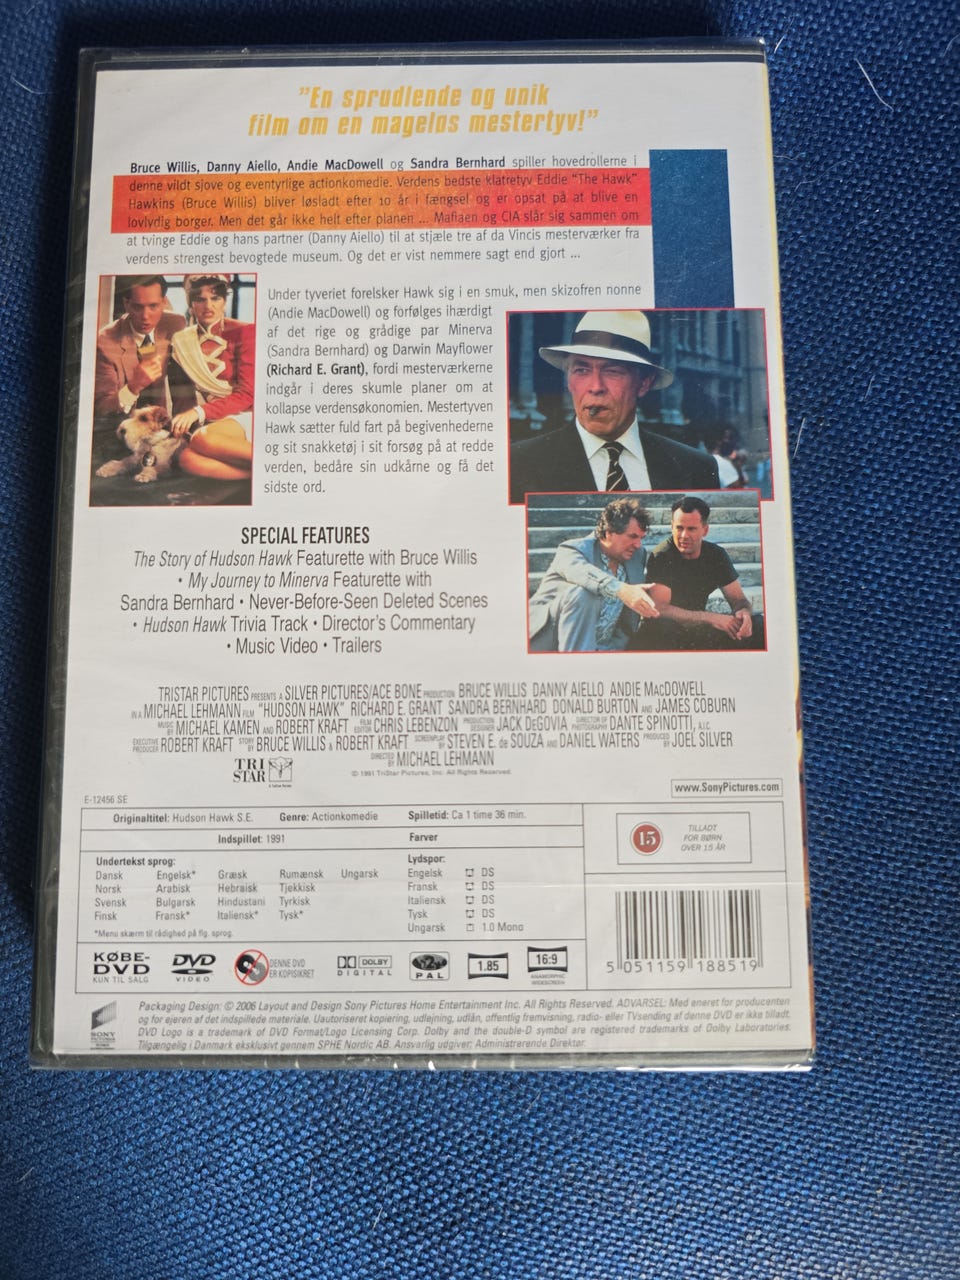 "En sprudlende og unik
film om en mageløs mestertyv!"
Bruce Willis, Danny Aiello, Andie MacDowell og Sandra Bernhard spiller hovedrollerne i
denne vildt sjove og eventyrlige actionkomedie. Verdens bedste klatretyv Eddie "The Hawk"
Hawkins (Bruce Willis) bliver løsladt efter 10 år i fængsel og er opsat på at blive en
lovlydig borger. Men det går ikke helt efter planen ... Mafiaen og CIA slår sig sammen om
at tvinge Eddie og hans partner (Danny Aiello) til at stjæle tre af da Vincis mesterværker fra
verdens strengest bevogtede museum. Og det er vist nemmere sagt end gjort ...
Under tyveriet forelsker Hawk sig i en smuk, men skizofren nonne
(Andie MacDowell) og forfølges ihærdigt
af det rige og grådige par Minerva
(Sandra Bernhard) og Darwin Mayflower
(Richard E. Grant), fordi mesterværkerne
indgår i deres skumle planer om at
kollapse verdensøkonomien. Mestertyven
Hawk sætter fuld fart på begivenhederne
og sit snakketøj i sit forsøg på at redde
verden, bedåre sin udkårne og få det
sidste ord.
SPECIAL FEATURES
The Story of Hudson Hawk Featurette with Bruce Willis
• My Journey to Minerva Featurette with
Sandra Bernhard • Never-Before-Seen Deleted Scenes
• Hudson Hawk Trivia Track • Director's Commentary
• Music Video • Trailers
TRISTAR PICTURES PRESENTS A SILVER PICTURES/ACE BONE PRODUCTION BRUCE WILLIS DANNY AIELLO ANDIE MacDOWELL
IN A MICHAEL LEHMANN FILM "HUDSON HAWK" RICHARD E. GRANT SANDRA BERNHARD DONALD BURTON AND JAMES COBURN
MUSIC BY MICHAEL KAMEN AND ROBERT KRAFT FILM EDITOR CHRIS LEBENZON PRODUCTION DESIGNER JACK DeGOVIA DIRECTOR OF PHOTOGRAPHY DANTE SPINOTTI, A.I.C.
EXECUTIVE PRODUCER ROBERT KRAFT STORY BY BRUCE WILLIS & ROBERT KRAFT SCREENPLAY BY STEVEN E. de SOUZA AND DANIEL WATERS PRODUCED BY JOEL SILVER
DIRECTED BY MICHAEL LEHMANN
TRI
STAR
© 1991 TriStar Pictures, Inc. All Rights Reserved.
www.SonyPictures.com
E-12456 SE
Originaltitel: Hudson Hawk S.E. Genre: Actionkomedie Spilletid: Ca 1 time 36 min.
Indspillet: 1991 Farver
Undertekst sprog:
Dansk Engelsk* Græsk Rumænsk Ungarsk
Norsk Arabisk Hebraisk Tjekkisk
Svensk Bulgarsk Hindustani Tyrkisk
Finsk Fransk* Italiensk* Tysk*
*Menu skærm til rådighed på flg. sprog.
Lydspor:
Engelsk DS
Fransk DS
Italiensk DS
Tysk DS
Ungarsk 1.0 Mono
15
TILLADT
FOR BØRN
OVER 15 ÅR
KØBE-
DVD
KUN TIL SALG
DVD
VIDEO
DENNE DVD
ER KOPISIKRET
DOLBY
DIGITAL
PAL
1.85
16:9
ANAMORPHIC
WIDESCREEN
5 051159 188519
SONY
PICTURES
Packaging Design: © 2006 Layout and Design Sony Pictures Home Entertainment Inc. All Rights Reserved. ADVARSEL: Med eneret for producenten
og for ejeren af det indspillede materiale. Uautoriseret kopiering, udlejning, udlån, offentlig fremvisning, radio- eller TVsending af denne DVD er ikke tilladt.
DVD Logo is a trademark of DVD Format/Logo Licensing Corp. Dolby and the double-D symbol are registered trademarks of Dolby Laboratories.
Tilgængelig i Danmark eksklusivt gennem SPHE Nordic AB. Ansvarlig udgiver: Administrerende Direktør.